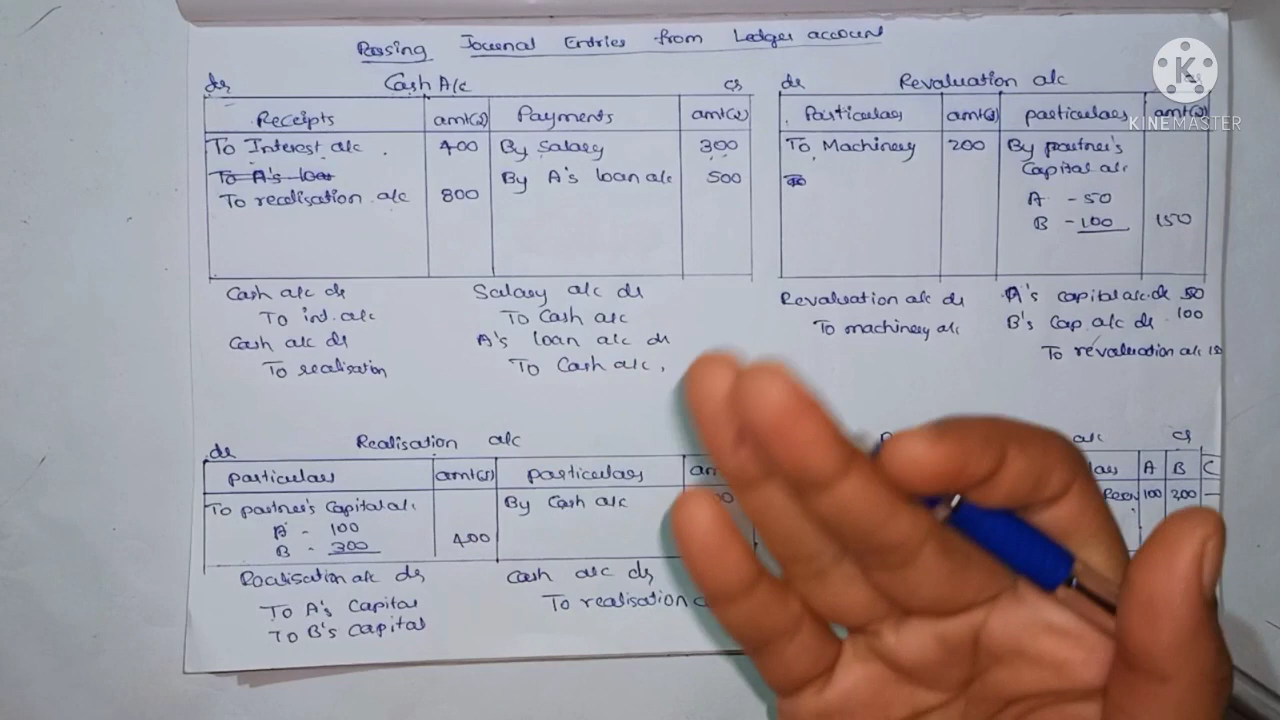 Passing Journal Entries from Ledger account
dr Cash A/c cr
Receipts amt(₹) Payments amt(₹)
To Interest a/c 400 By Salary 300
To A's loan
By A's loan a/c 500
To realisation a/c 800
Cash a/c dr
To int. a/c
Cash a/c dr
To realisation
Salary a/c dr
To Cash a/c
A's loan a/c dr
To Cash a/c.
dr Revaluation a/c
Particulars amt(₹) particulars amt(₹)
To Machinery 200 By partner's
To Capital a/c
A - 50
B - 100 150
Revaluation a/c dr
To machinery a/c
A's capital a/c. dr 50
B's Cap. a/c dr 100
To revaluation a/c
KINEMASTER
dr Realisation a/c
particulars amt(₹) particulars
To partner's Capital a/c By Cash a/c
A - 100
B - 300 400
Realisation a/c dr
To A's Capital
To B's Capital
Cash a/c dr
To realisation
a/c cr
A B C
100 200 —